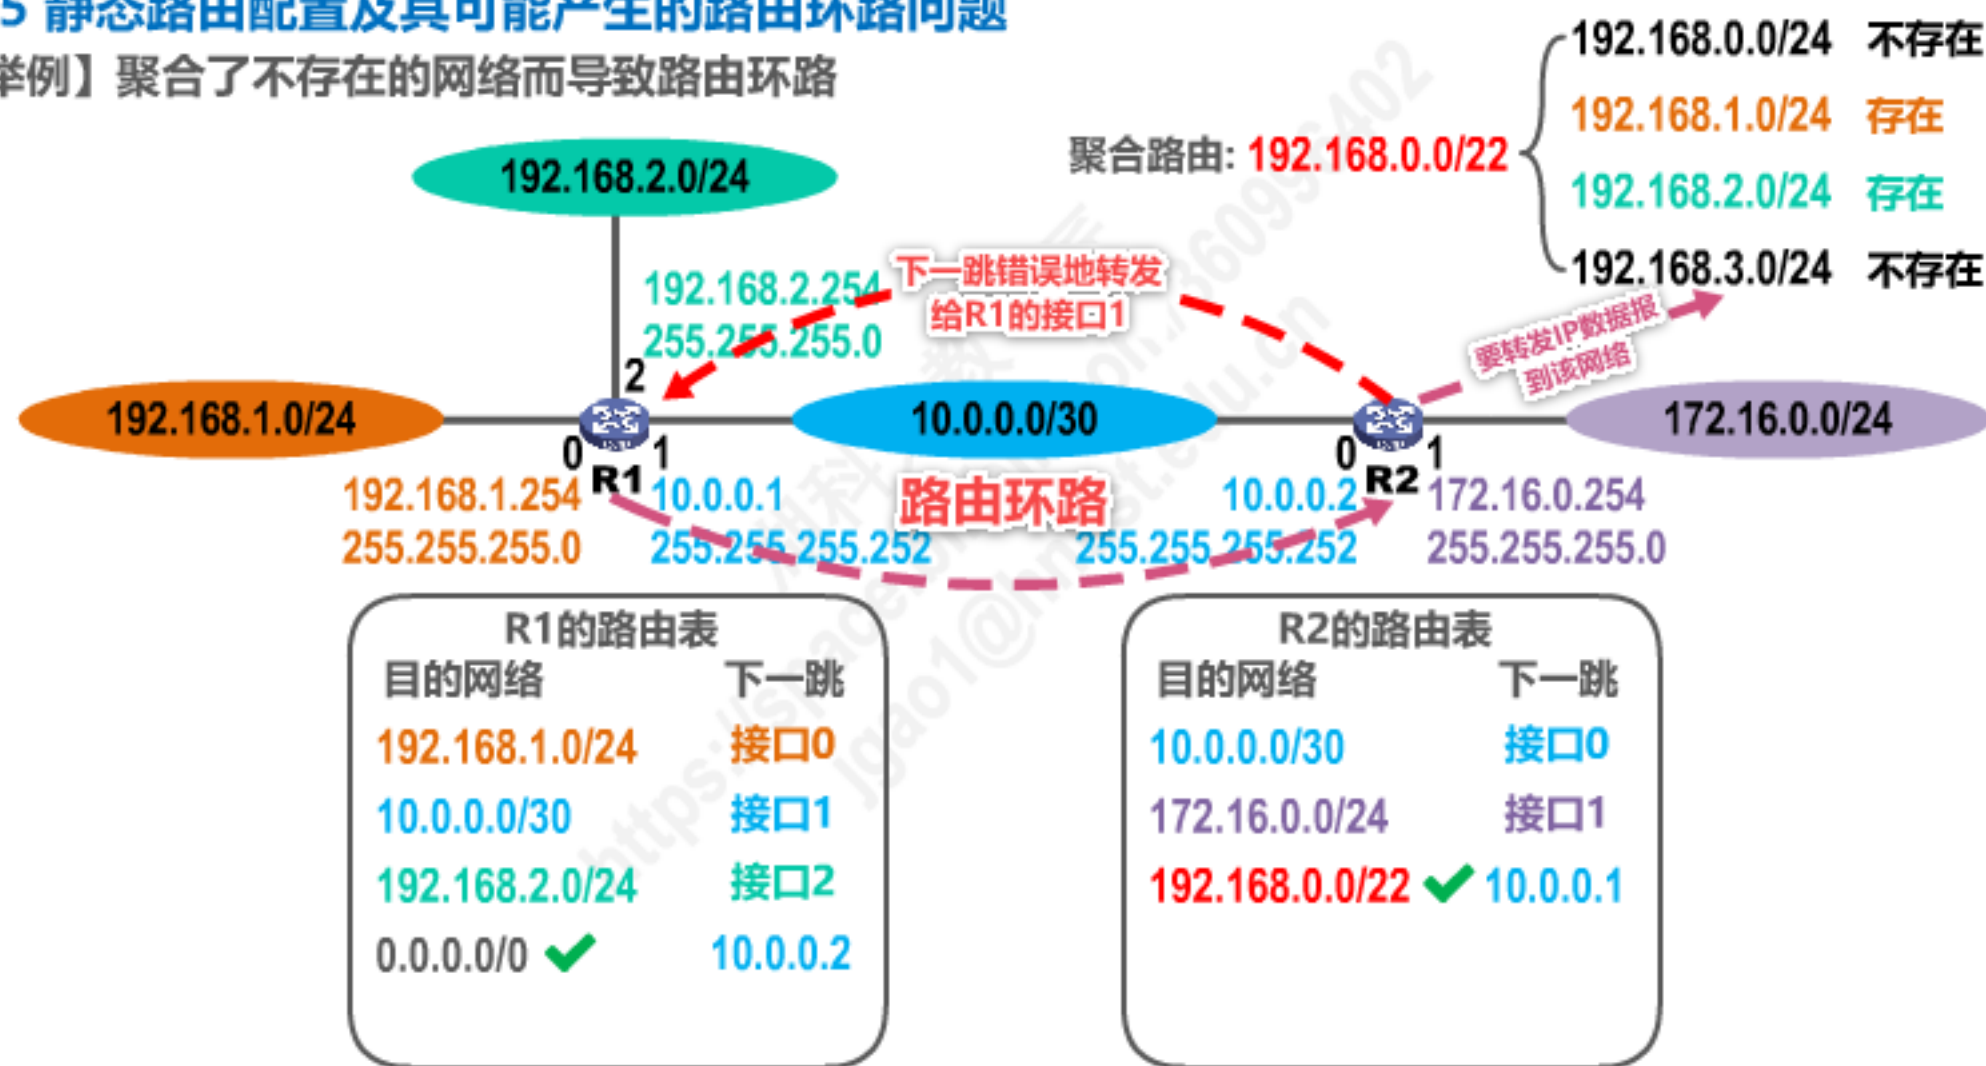 5 静态路由配置及其可能产生的路由环路问题
举例】聚合了不存在的网络而导致路由环路
聚合路由: 192.168.0.0/22
192.168.0.0/24 不存在
192.168.1.0/24 存在
192.168.2.0/24 存在
192.168.3.0/24 不存在
192.168.2.0/24
192.168.2.254
255.255.255.0
下一跳错误地转发
给R1的接口1
要转发IP数据报
到该网络
192.168.1.0/24
2
0
1
R1
10.0.0.0/30
0
1
R2
172.16.0.0/24
192.168.1.254
255.255.255.0
10.0.0.1
255.255.255.252
路由环路
10.0.0.2
255.255.255.252
172.16.0.254
255.255.255.0
R1的路由表
目的网络 下一跳
192.168.1.0/24 接口0
10.0.0.0/30 接口1
192.168.2.0/24 接口2
0.0.0.0/0 10.0.0.2
R2的路由表
目的网络 下一跳
10.0.0.0/30 接口0
172.16.0.0/24 接口1
192.168.0.0/22 10.0.0.1